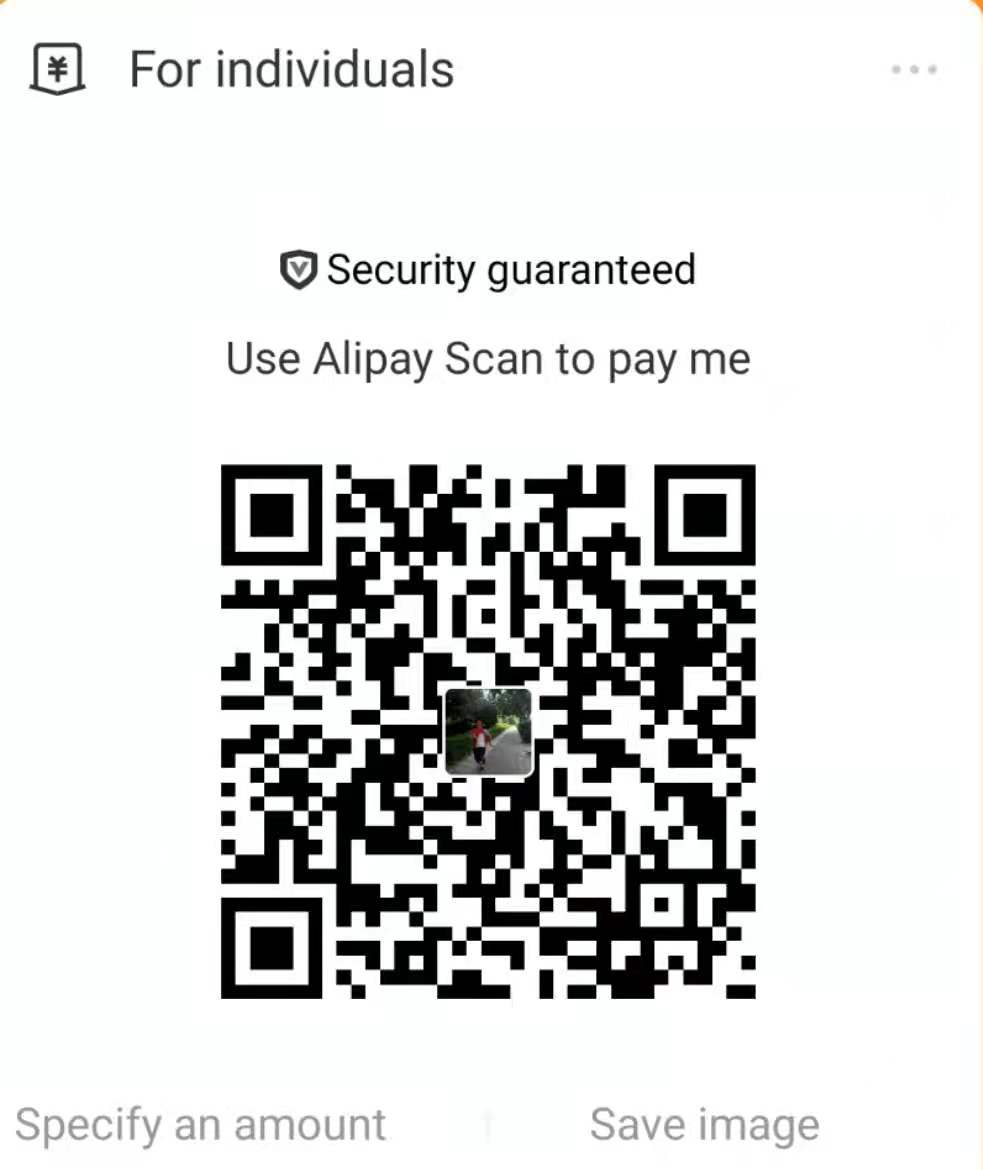 ¥ For individuals
Security guaranteed
Use Alipay Scan to pay me
Specify an amount
Save image